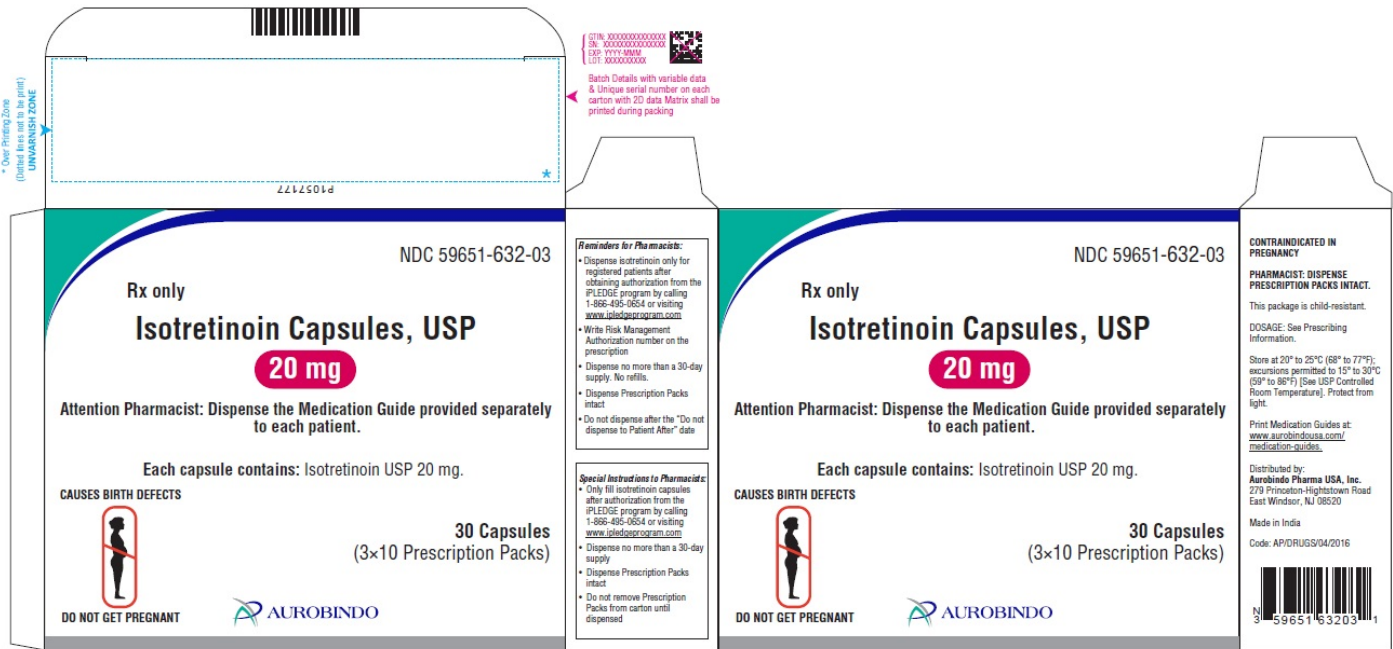 GTIN: XXXXXXXXXXXXXX
SN: XXXXXXXXXXXXXXX
EXP: YYYY-MMM
LOT: XXXXXXXXXX
Batch Details with variable data
& Unique serial number on each
carton with 2D data Matrix shall be
printed during packing
* Over Printing Zone
(Dotted lines not to be print)
UNVARNISH ZONE
*
P1057177
NDC 59651-632-03
Rx only
Isotretinoin Capsules, USP
20 mg
Attention Pharmacist: Dispense the Medication Guide provided separately
to each patient.
Each capsule contains: Isotretinoin USP 20 mg.
CAUSES BIRTH DEFECTS
30 Capsules
(3×10 Prescription Packs)
DO NOT GET PREGNANT
AUROBINDO
Reminders for Pharmacists:
• Dispense isotretinoin only for
registered patients after
obtaining authorization from the
iPLEDGE program by calling
1-866-495-0654 or visiting
www.ipledgeprogram.com
• Write Risk Management
Authorization number on the
prescription
• Dispense no more than a 30-day
supply. No refills.
• Dispense Prescription Packs
intact
• Do not dispense after the “Do not
dispense to Patient After” date
Special Instructions to Pharmacists:
• Only fill isotretinoin capsules
after authorization from the
iPLEDGE program by calling
1-866-495-0654 or visiting
www.ipledgeprogram.com
• Dispense no more than a 30-day
supply
• Dispense Prescription Packs
intact
• Do not remove Prescription
Packs from carton until
dispensed
NDC 59651-632-03
Rx only
Isotretinoin Capsules, USP
20 mg
Attention Pharmacist: Dispense the Medication Guide provided separately
to each patient.
Each capsule contains: Isotretinoin USP 20 mg.
CAUSES BIRTH DEFECTS
30 Capsules
(3×10 Prescription Packs)
DO NOT GET PREGNANT
AUROBINDO
CONTRAINDICATED IN
PREGNANCY
PHARMACIST: DISPENSE
PRESCRIPTION PACKS INTACT.
This package is child-resistant.
DOSAGE: See Prescribing
Information.
Store at 20° to 25°C (68° to 77°F);
excursions permitted to 15° to 30°C
(59° to 86°F) [See USP Controlled
Room Temperature]. Protect from
light.
Print Medication Guides at:
www.aurobindousa.com/
medication-guides.
Distributed by:
Aurobindo Pharma USA, Inc.
279 Princeton-Hightstown Road
East Windsor, NJ 08520
Made in India
Code: AP/DRUGS/04/2016
N
3 59651 63203 1